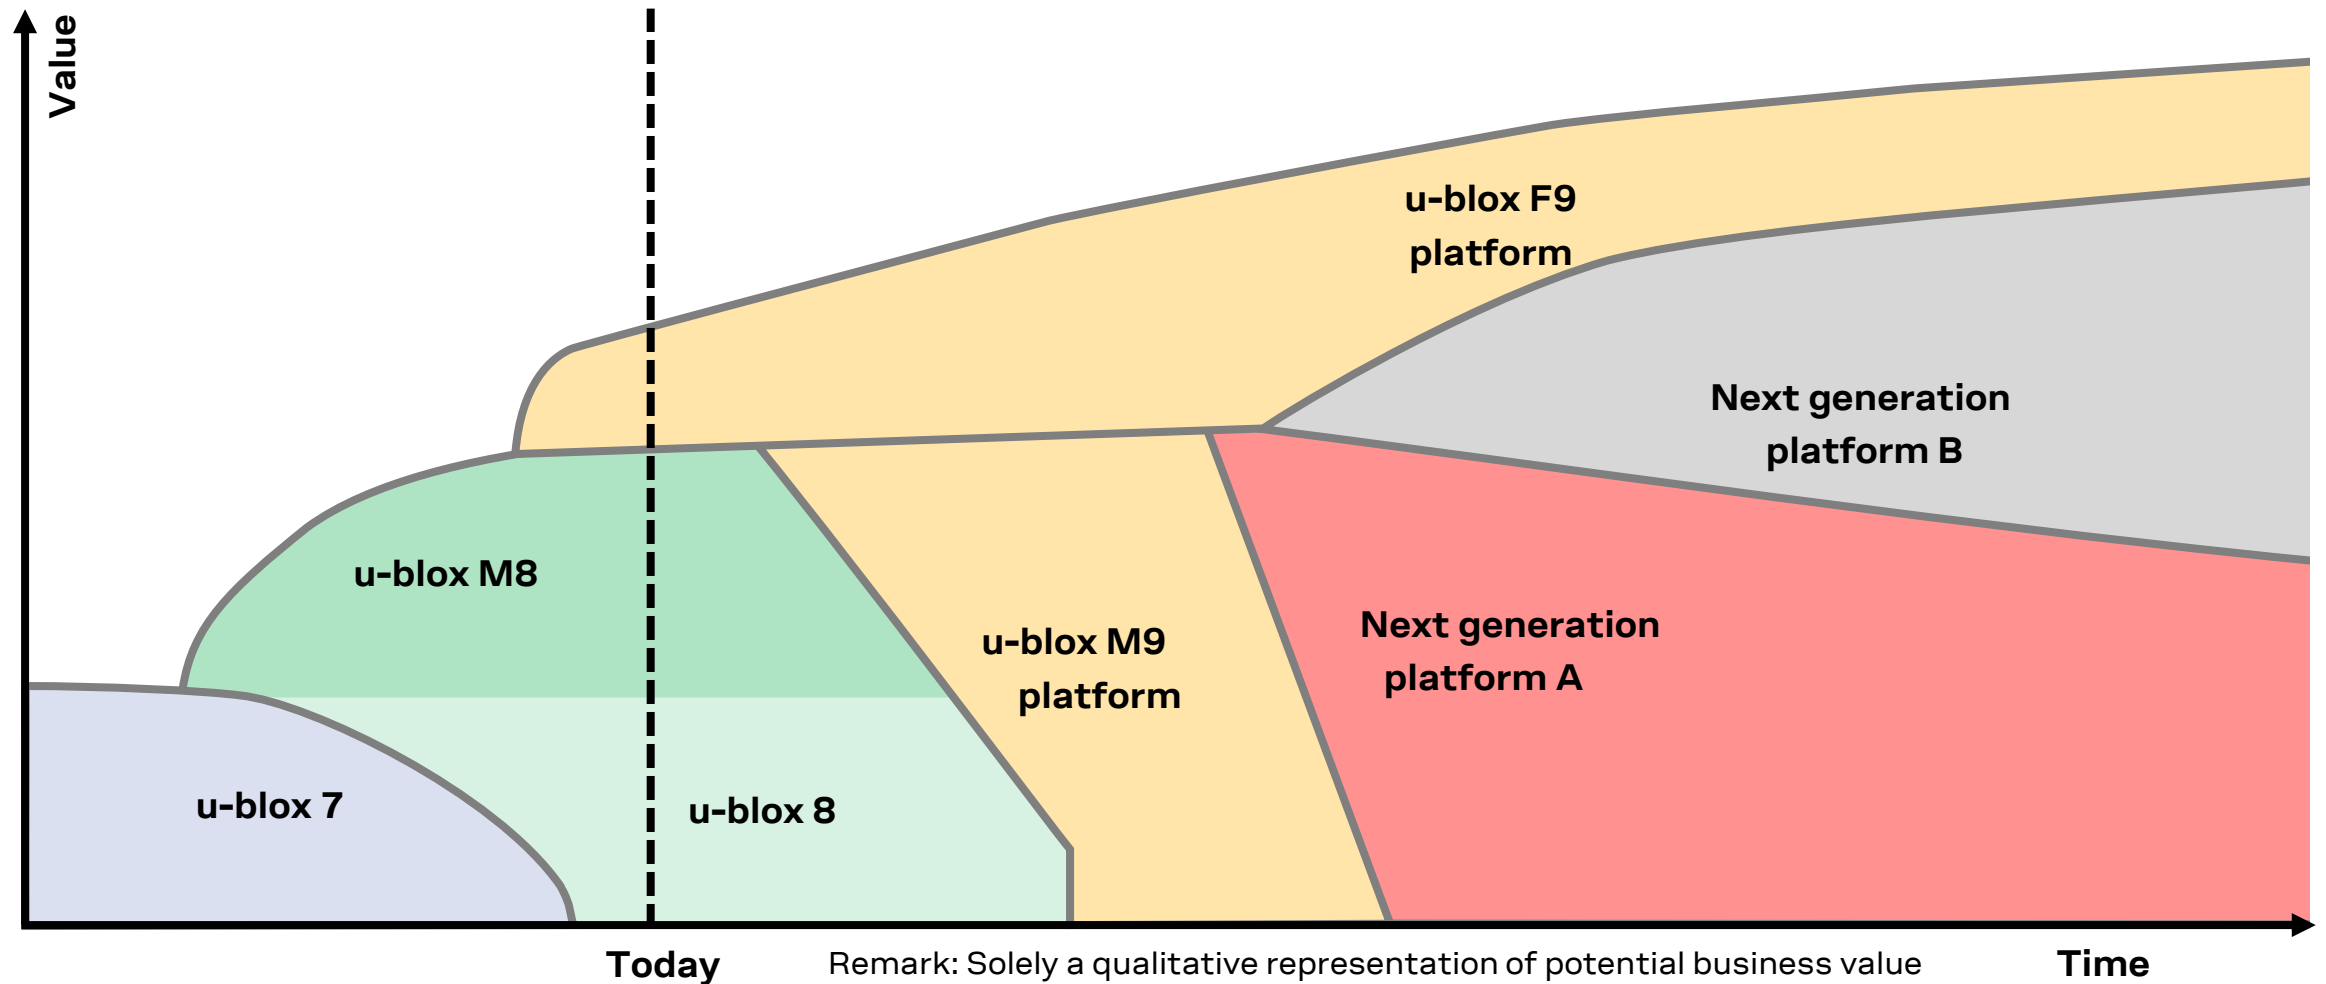 Value
u-blox F9
platform
Next generation
platform B
u-blox M8
u-blox M9
platform
Next generation
platform A
u-blox 7
u-blox 8
Today
Remark: Solely a qualitative representation of potential business value
Time